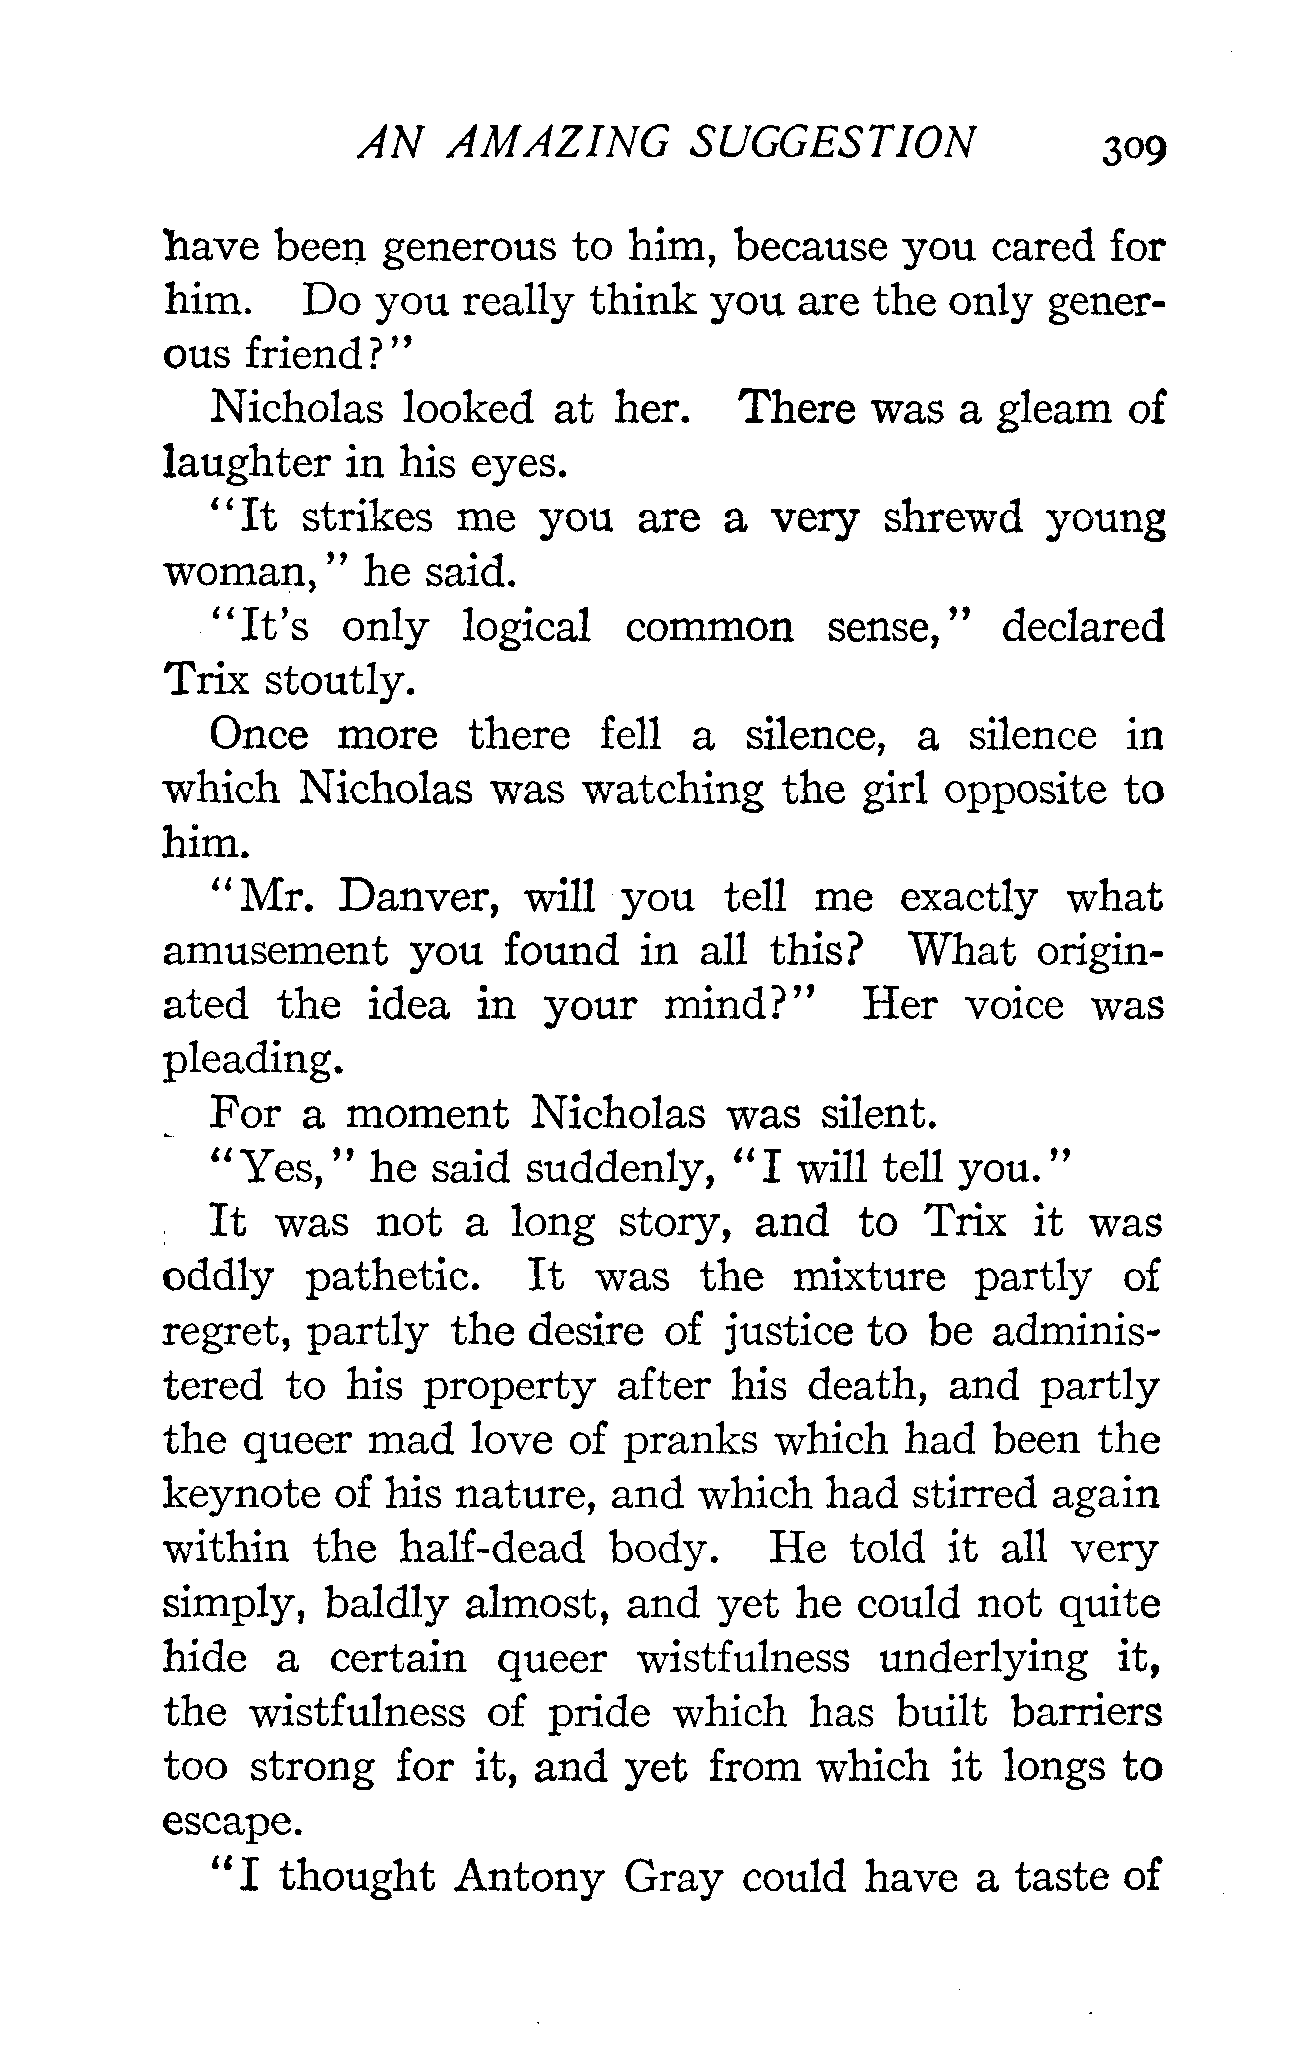 AN AMAZING SUGGESTION 309
have been generous to him, because you cared for
him. Do you really think you are the only gener-
ous friend?"
Nicholas looked at her. There was a gleam of
laughter in his eyes.
"It strikes me you are a very shrewd young
woman," he said.
"It's only logical common sense," declared
Trix stoutly.
Once more there fell a silence, a silence in
which Nicholas was watching the girl opposite to
him.
"Mr. Danver, will you tell me exactly what
amusement you found in all this? What origin-
ated the idea in your mind?" Her voice was
pleading.
For a moment Nicholas was silent.
"Yes," he said suddenly, "I will tell you."
It was not a long story, and to Trix it was
oddly pathetic. It was the mixture partly of
regret, partly the desire of justice to be adminis-
tered to his property after his death, and partly
the queer mad love of pranks which had been the
keynote of his nature, and which had stirred again
within the half-dead body. He told it all very
simply, baldly almost, and yet he could not quite
hide a certain queer wistfulness underlying it,
the wistfulness of pride which has built barriers
too strong for it, and yet from which it longs to
escape.
"I thought Antony Gray could have a taste of